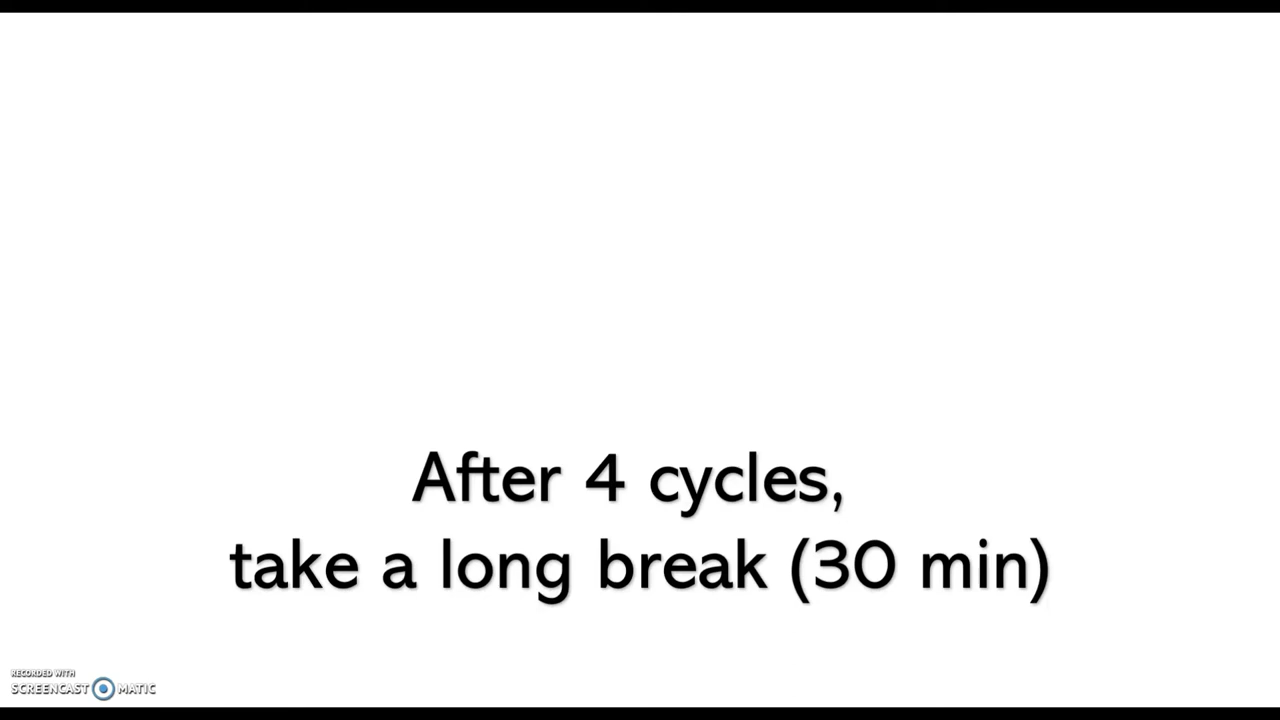 After 4 cycles,
take a long break (30 min)
RECORDED WITH
SCREENCAST MATIC